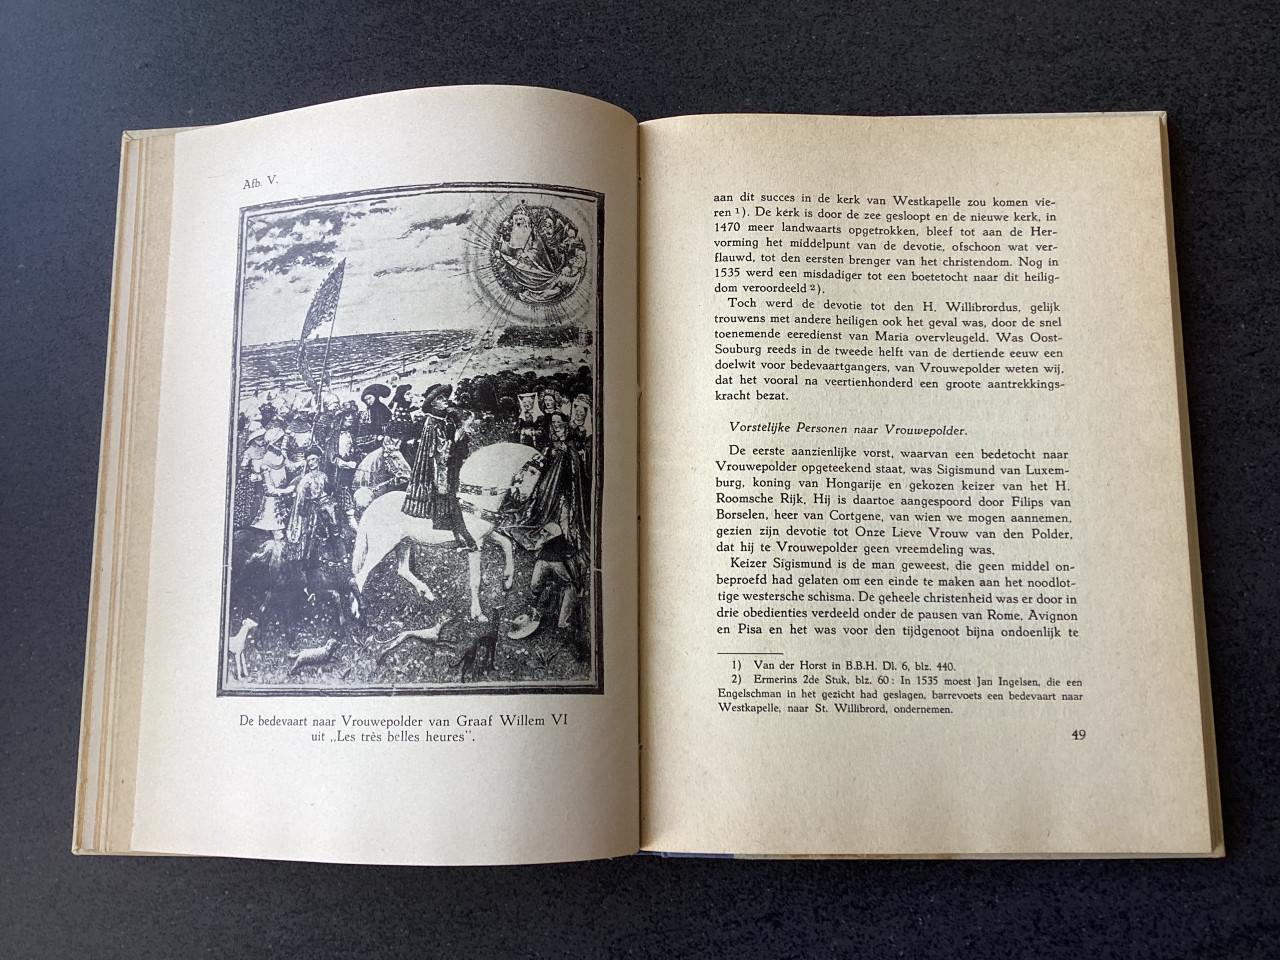 Afb. V.
De bedevaart naar Vrouwepolder van Graaf Willem VI
uit „Les très belles heures".
aan dit succes in de kerk van Westkapelle zou komen vie-
ren 1). De kerk is door de zee gesloopt en de nieuwe kerk, in
1470 meer landwaarts opgetrokken, bleef tot aan de Her-
vorming het middelpunt van de devotie, ofschoon wat ver-
flauwd, tot den eersten brenger van het christendom. Nog in
1535 werd een misdadiger tot een boetetocht naar dit heilig-
dom veroordeeld 2).
Toch werd de devotie tot den H. Willibrordus, gelijk
trouwens met andere heiligen ook het geval was, door de snel
toenemende eeredienst van Maria overvleugeld. Was Oost-
Souburg reeds in de tweede helft van de dertiende eeuw een
doelwit voor bedevaartgangers, van Vrouwepolder weten wij,
dat het vooral na veertienhonderd een groote aantrekkings-
kracht bezat.
Vorstelijke Personen naar Vrouwepolder.
De eerste aanzienlijke vorst, waarvan een bedetocht naar
Vrouwepolder opgeteekend staat, was Sigismund van Luxem-
burg, koning van Hongarije en gekozen keizer van het H.
Roomsche Rijk. Hij is daartoe aangespoord door Filips van
Borselen, heer van Cortgene, van wien we mogen aannemen,
gezien zijn devotie tot Onze Lieve Vrouw van den Polder,
dat hij te Vrouwepolder geen vreemdeling was.
Keizer Sigismund is de man geweest, die geen middel on-
beproefd had gelaten om een einde te maken aan het noodlot-
tige westersche schisma. De geheele christenheid was er door in
drie obedienties verdeeld onder de pausen van Rome, Avignon
en Pisa en het was voor den tijdgenoot bijna ondoenlijk te
1) Van der Horst in B.B.H. Dl. 6, blz. 440.
2) Ermerins 2de Stuk, blz. 60: In 1535 moest Jan Ingelsen, die een
Engelschman in het gezicht had geslagen, barrevoets een bedevaart naar
Westkapelle, naar St. Willibrord, ondernemen.
49